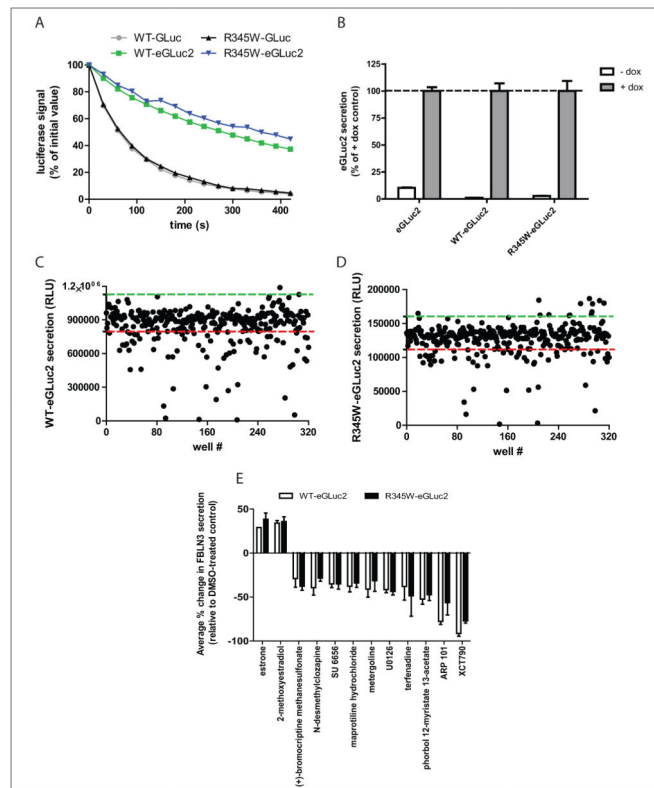 A
WT-GLuc R345W-GLuc
WT-eGLuc2 R345W-eGLuc2
luciferase signal
(% of initial value)
100
80
60
40
20
0
0 100 200 300 400
time (s)
B
- dox
+ dox
eGLuc2 secretion
(% of + dox control)
125
100
75
50
25
0
eGLuc2
WT-eGLuc2
R345W-eGLuc2
C
WT-eGLuc2 secretion (RLU)
1.2×10^06
900000
600000
300000
0
0 80 160 240 320
well #
D
R345W-eGLuc2 secretion (RLU)
200000
150000
100000
50000
0
0 80 160 240 320
well #
E
WT-eGLuc2 R345W-eGLuc2
Average % change in FBLN3 secretion
(relative to DMSO-treated control)
50
0
-50
-100
estrone
2-methoxyestradiol
(+)-bromocriptine methanesulfonate
N-desmethylclozapine
SU 6656
maprotiline hydrochloride
metergoline
U0126
terfenadine
phorbol 12-myristate 13-acetate
ARP 101
XCT790